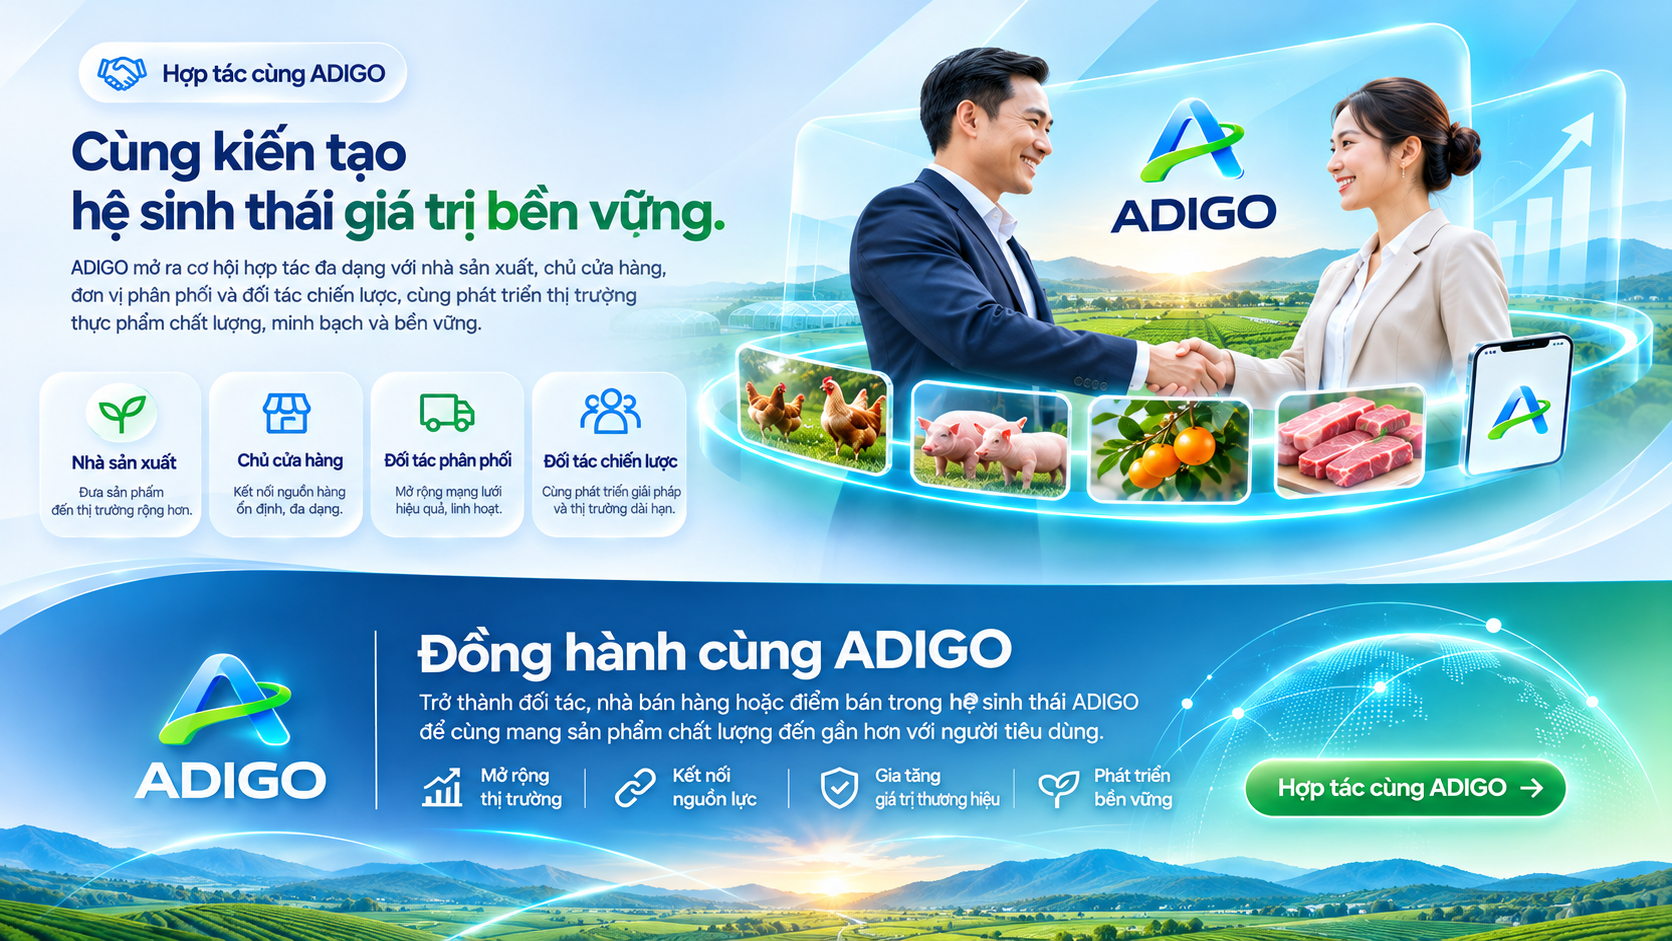 Hợp tác cùng ADIGO
Cùng kiến tạo
hệ sinh thái giá trị bền vững.
ADIGO mở ra cơ hội hợp tác đa dạng với nhà sản xuất, chủ cửa hàng,
đơn vị phân phối và đối tác chiến lược, cùng phát triển thị trường
thực phẩm chất lượng, minh bạch và bền vững.
Nhà sản xuất
Đưa sản phẩm
đến thị trường rộng hơn.
Chủ cửa hàng
Kết nối nguồn hàng
ổn định, đa dạng.
Đối tác phân phối
Mở rộng mạng lưới
hiệu quả, linh hoạt.
Đối tác chiến lược
Cùng phát triển giải pháp
và thị trường dài hạn.
ADIGO
ADIGO
Đồng hành cùng ADIGO
Trở thành đối tác, nhà bán hàng hoặc điểm bán trong hệ sinh thái ADIGO
để cùng mang sản phẩm chất lượng đến gần hơn với người tiêu dùng.
Mở rộng
thị trường
Kết nối
nguồn lực
Gia tăng
giá trị thương hiệu
Phát triển
bền vững
Hợp tác cùng ADIGO →